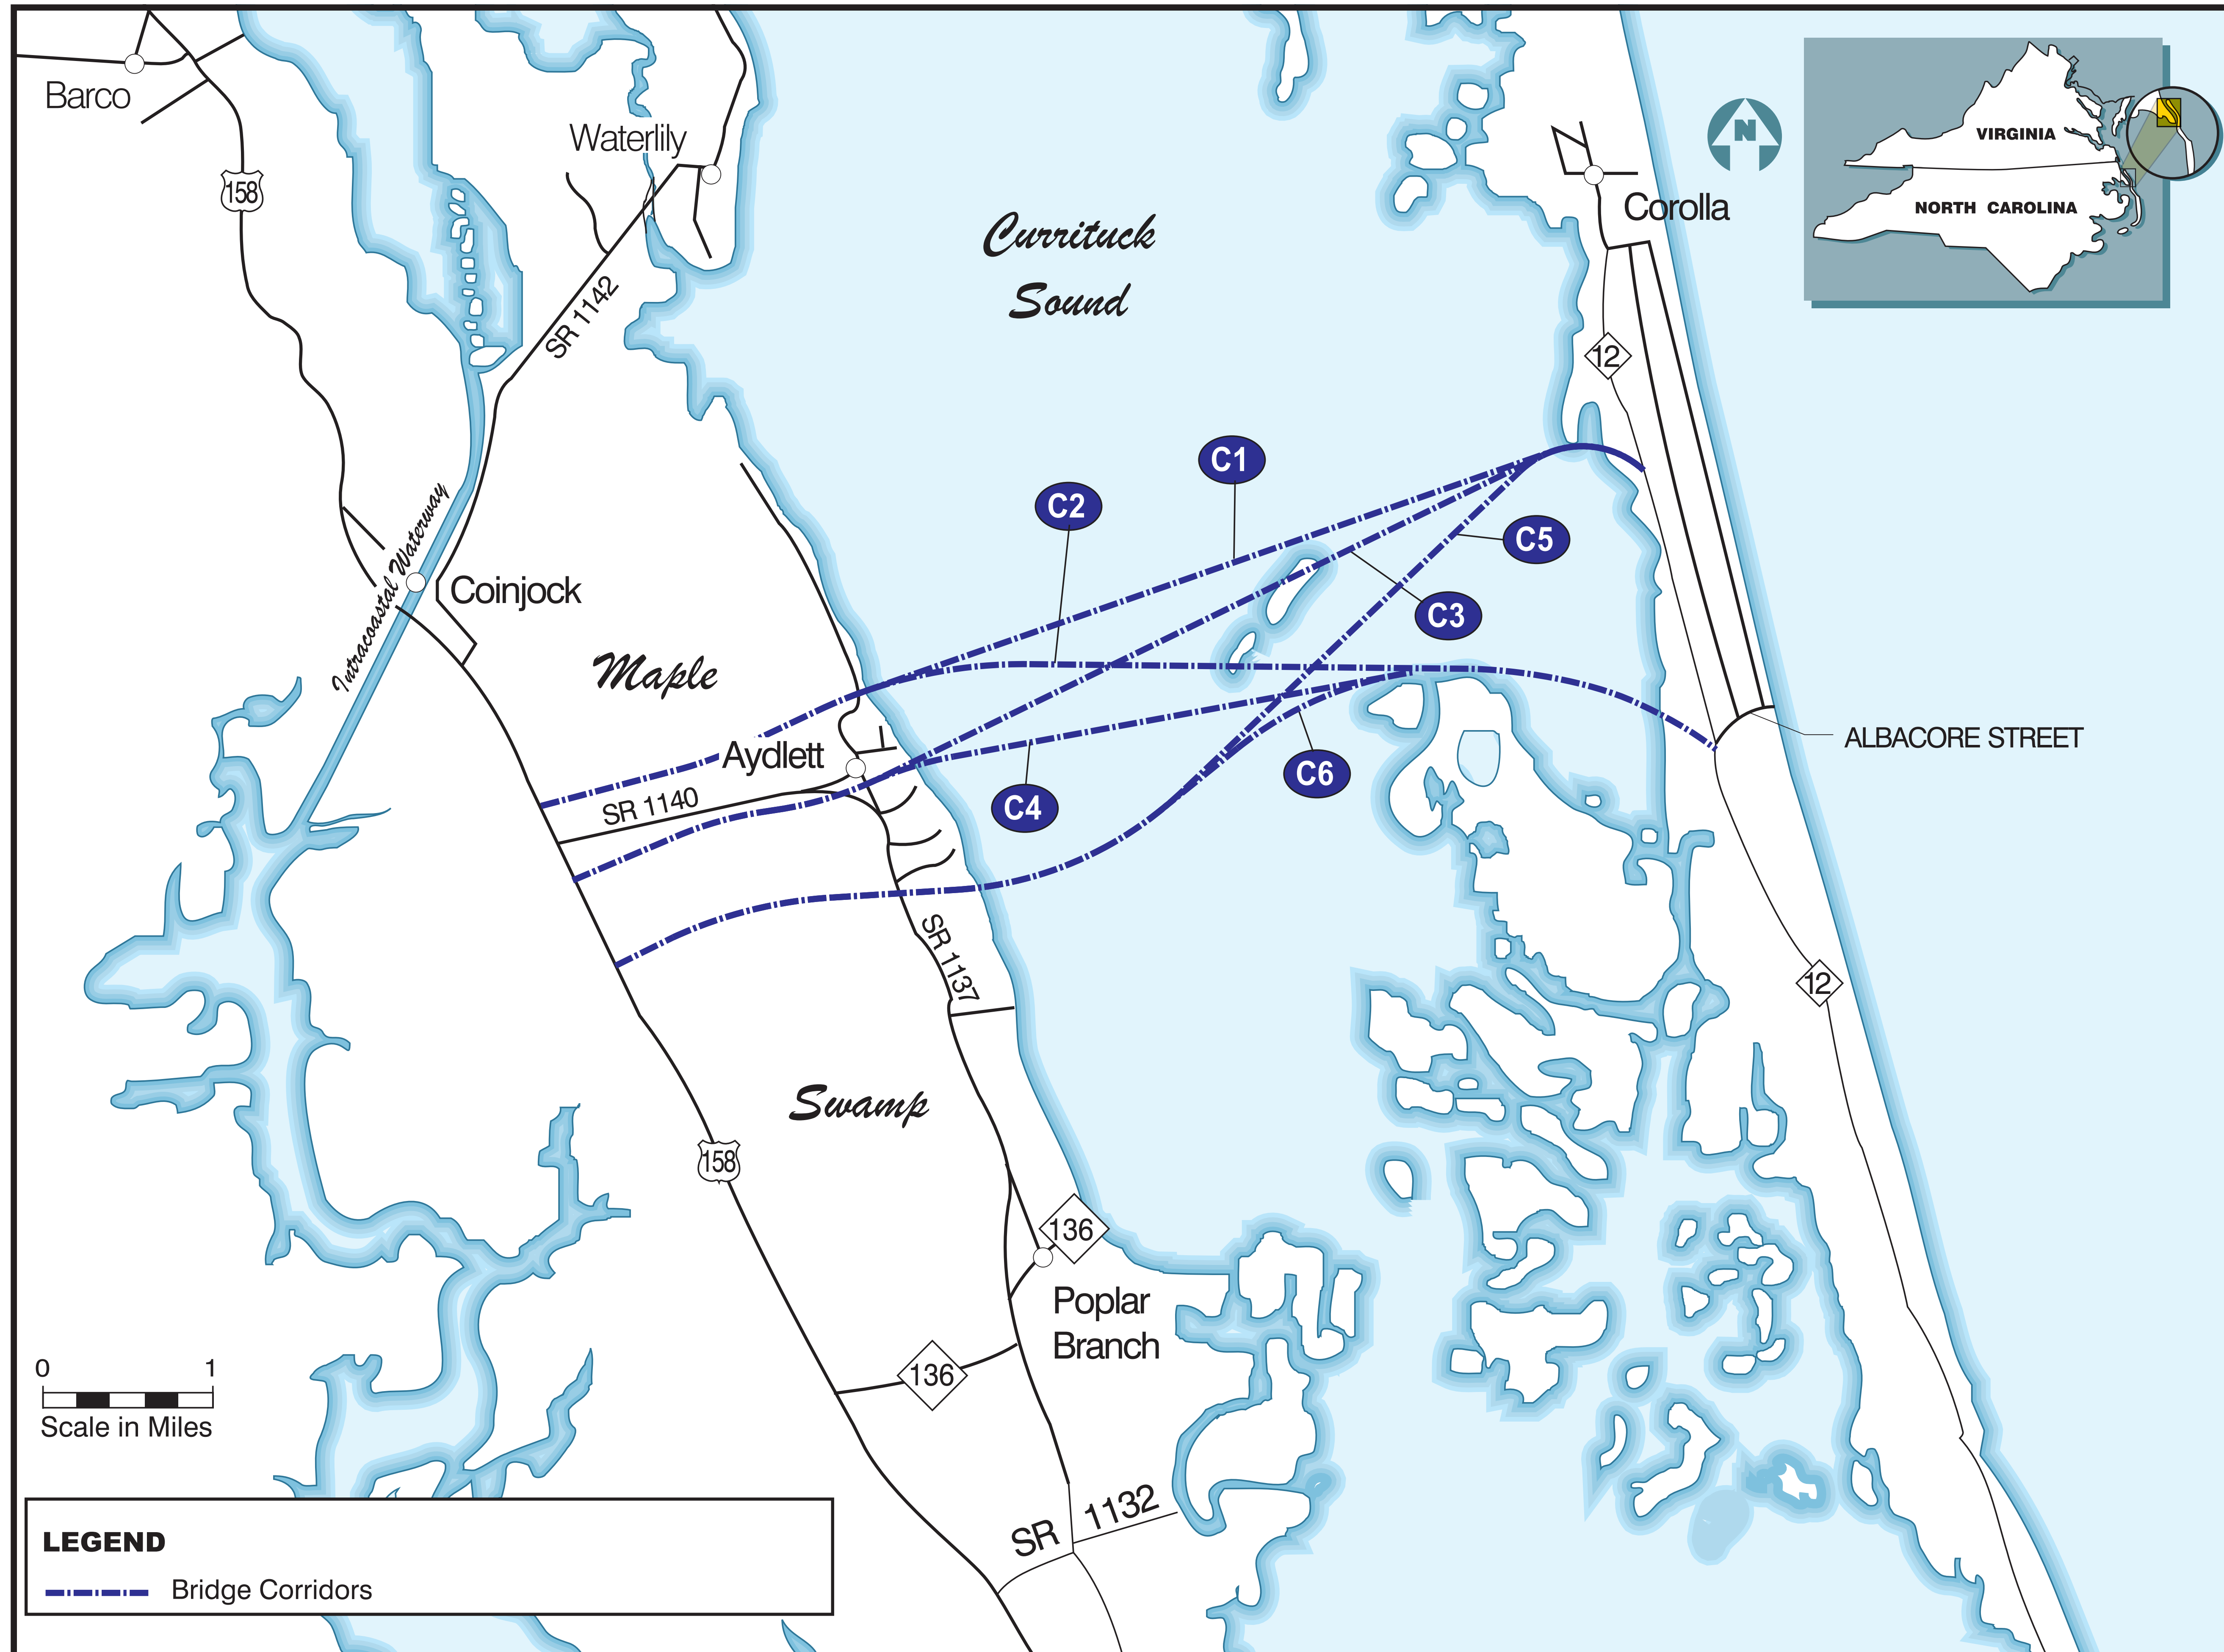 Barco
158
Waterlily
SR 1142
Currituck
Sound
Corolla
12
N
VIRGINIA
NORTH CAROLINA
C1
C2
C5
C3
Intracoastal Waterway
Coinjock
Maple
Aydlett
SR 1140
C4
C6
ALBACORE STREET
SR 1137
12
Swamp
158
136
Poplar
Branch
136
SR 1132
0 1
Scale in Miles
LEGEND
Bridge Corridors